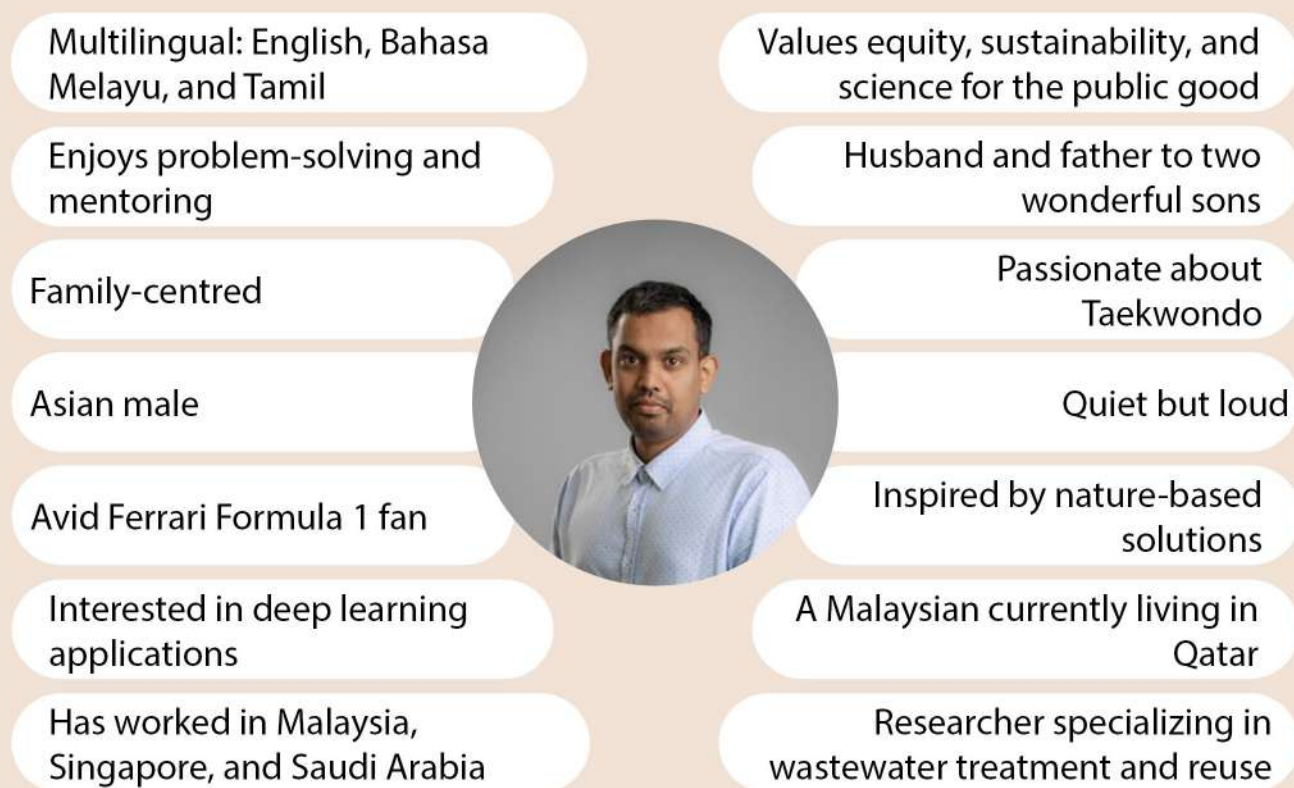 Multilingual: English, Bahasa
Melayu, and Tamil
Enjoys problem-solving and
mentoring
Family-centred
Asian male
Avid Ferrari Formula 1 fan
Interested in deep learning
applications
Has worked in Malaysia,
Singapore, and Saudi Arabia
Values equity, sustainability, and
science for the public good
Husband and father to two
wonderful sons
Passionate about
Taekwondo
Quiet but loud
Inspired by nature-based
solutions
A Malaysian currently living in
Qatar
Researcher specializing in
wastewater treatment and reuse